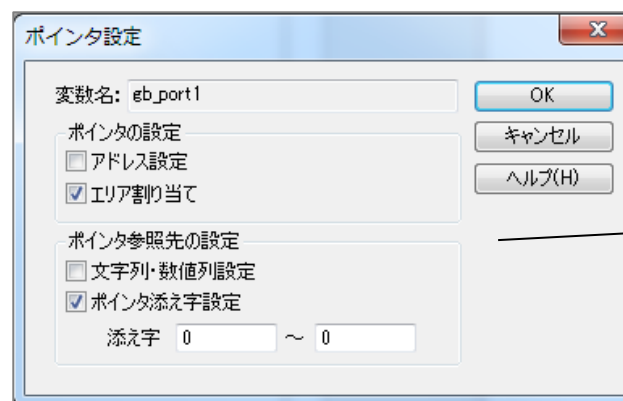 ポインタ設定
変数名: gb_port1
OK
ポインタの設定
キャンセル
アドレス設定
ヘルプ(H)
エリア割り当て
ポインタ参照先の設定
文字列・数値列設定
ポインタ添え字設定
添え字 0 ～ 0